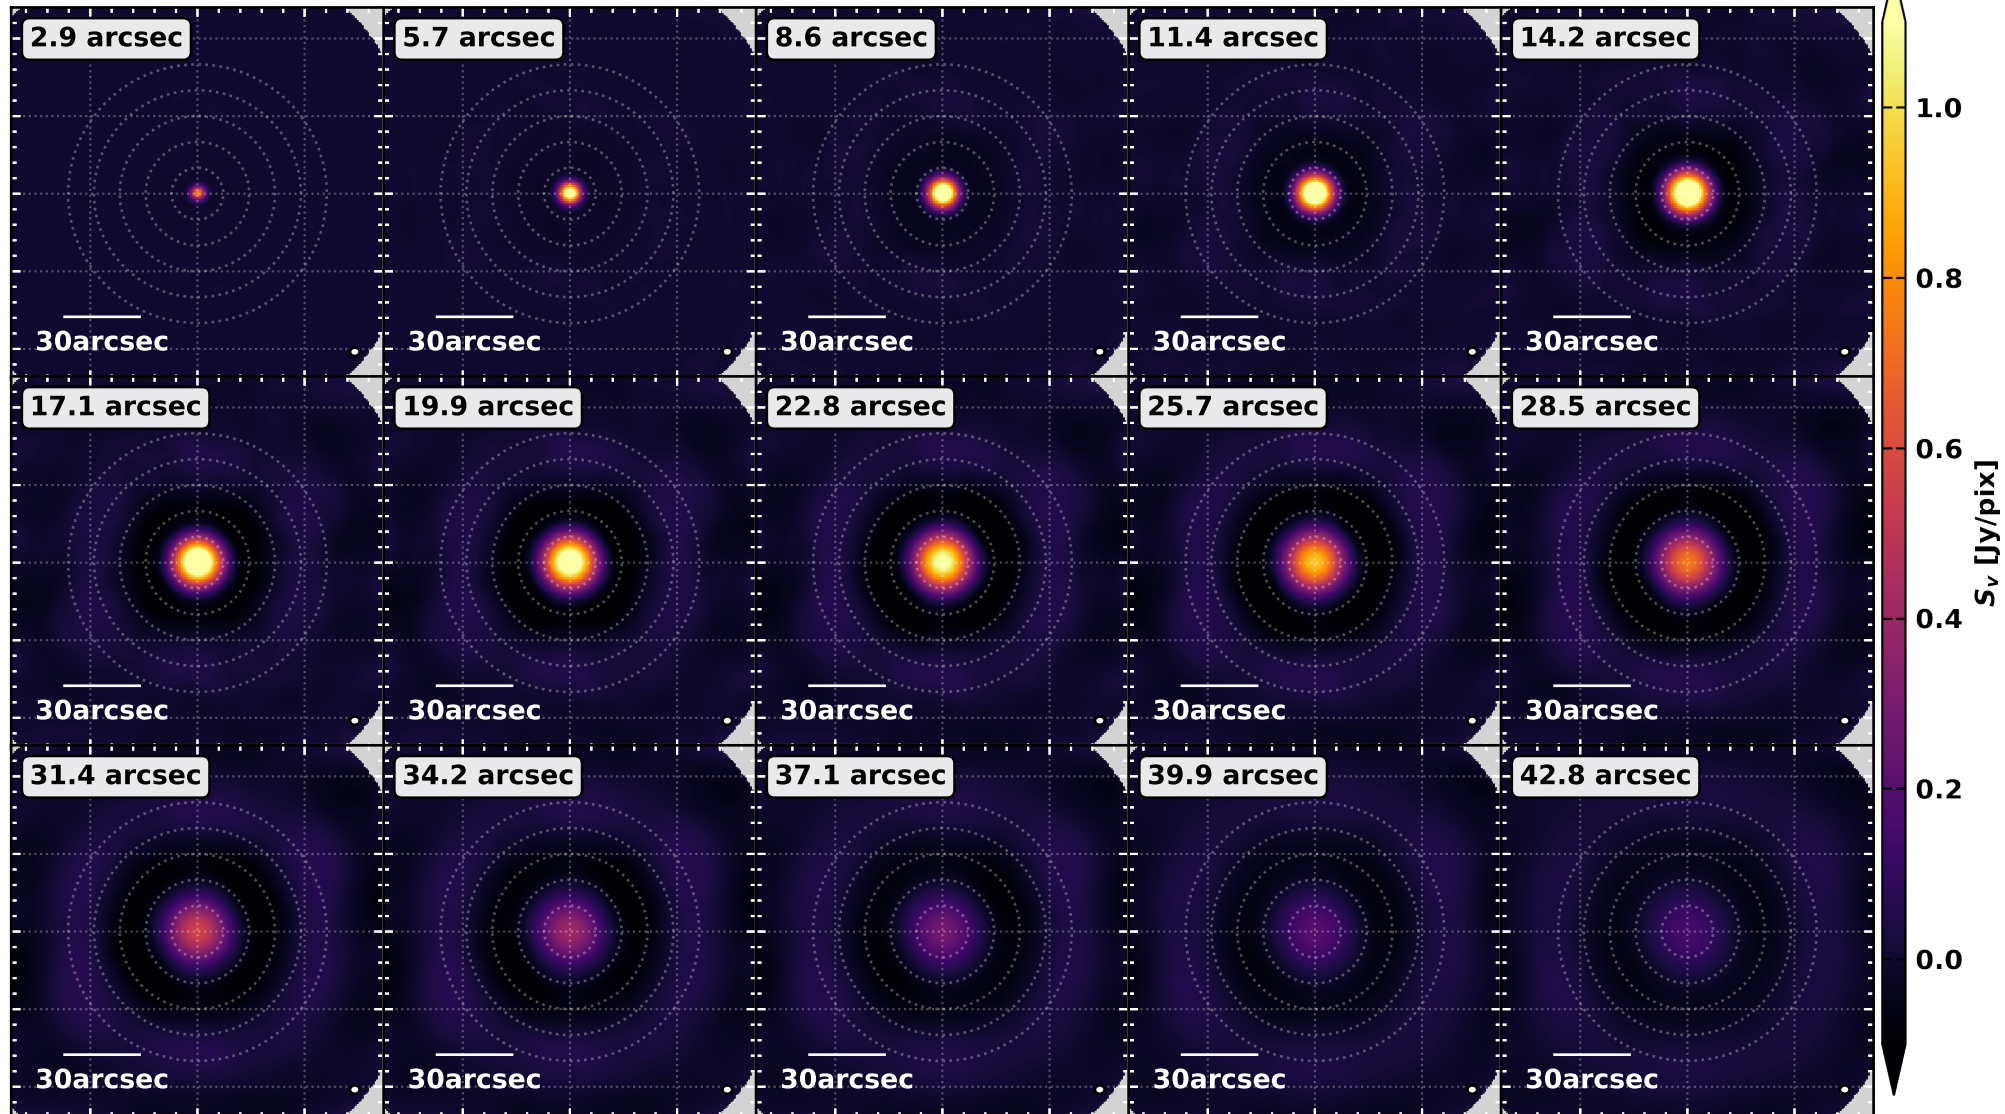 2.9 arcsec
5.7 arcsec
8.6 arcsec
11.4 arcsec
14.2 arcsec
30arcsec
30arcsec
30arcsec
30arcsec
30arcsec
17.1 arcsec
19.9 arcsec
22.8 arcsec
25.7 arcsec
28.5 arcsec
30arcsec
30arcsec
30arcsec
30arcsec
30arcsec
31.4 arcsec
34.2 arcsec
37.1 arcsec
39.9 arcsec
42.8 arcsec
30arcsec
30arcsec
30arcsec
30arcsec
30arcsec
1.0
0.8
0.6
0.4
0.2
0.0
Sᵥ [Jy/pix]